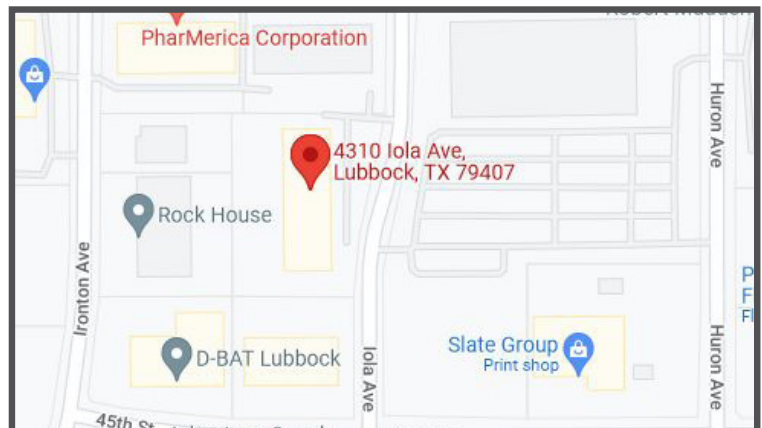 PharMerica Corporation
Huron Ave
4310 Iola Ave,
Lubbock, TX 79407
Rock House
Ironton Ave
Slate Group
Print shop
D-BAT Lubbock
Iola Ave
Huron Ave
45th St